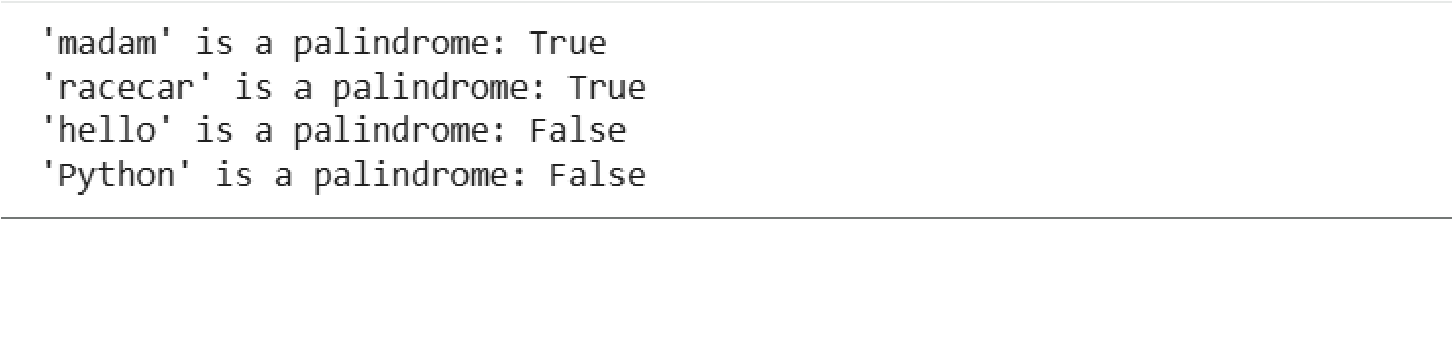 'madam' is a palindrome: True
'racecar' is a palindrome: True
'hello' is a palindrome: False
'Python' is a palindrome: False